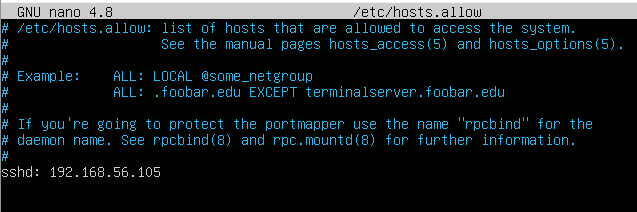 GNU nano 4.8 /etc/hosts.allow
# /etc/hosts.allow: list of hosts that are allowed to access the system.
# See the manual pages hosts_access(5) and hosts_options(5).
#
# Example: ALL: LOCAL @some_netgroup
# ALL: .foobar.edu EXCEPT terminalserver.foobar.edu
#
# If you're going to protect the portmapper use the name "rpcbind" for the
# daemon name. See rpcbind(8) and rpc.mountd(8) for further information.
#
sshd: 192.168.56.105